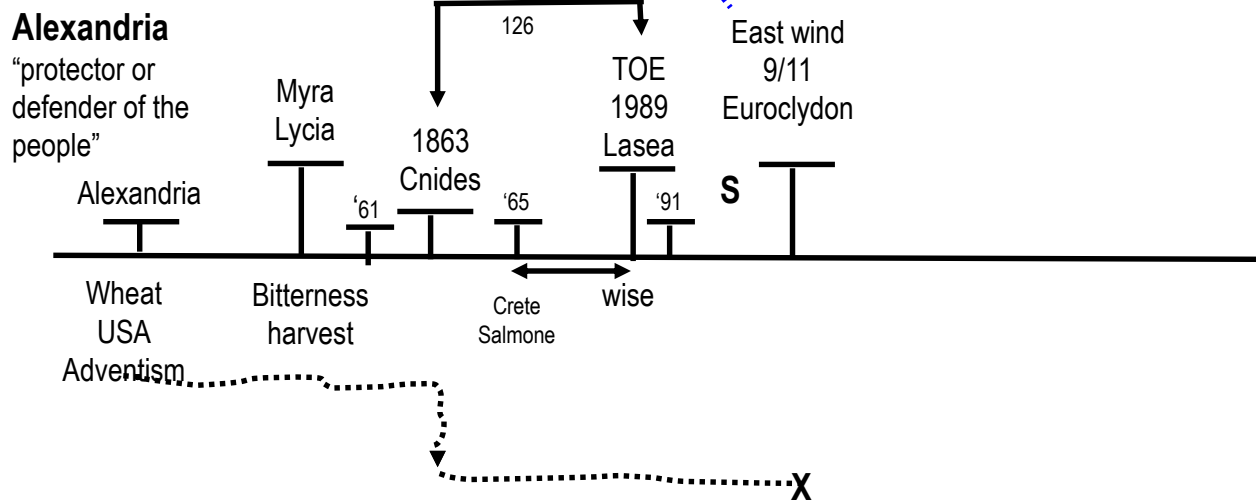 Alexandria
“protector or
defender of the
people”
Alexandria
Myra
Lycia
‘61
1863
Cnides
126
‘65
TOE
1989
Lasea
‘91
S
East wind
9/11
Euroclydon
Wheat
USA
Adventism
Bitterness
harvest
Crete
Salmone
wise
X